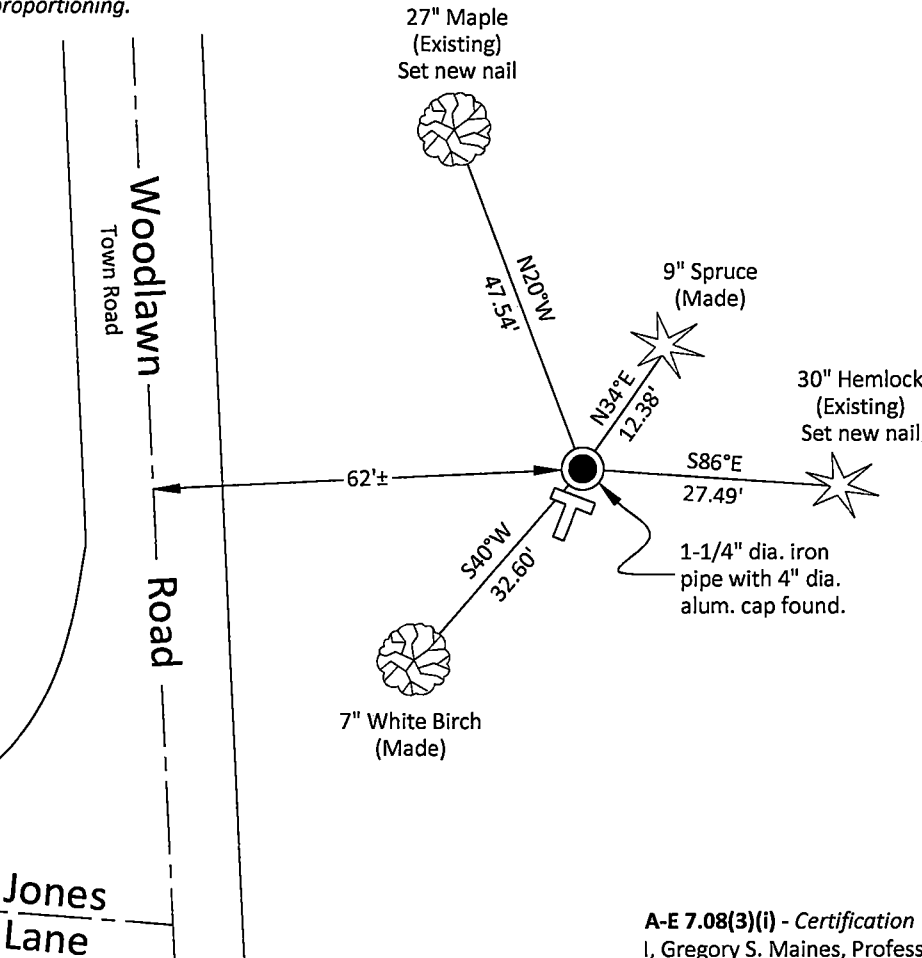 proportioning.
27" Maple
(Existing)
Set new nail
Woodlawn
Town Road
N20°W
47.54'
9" Spruce
(Made)
N34°E
12.38'
30" Hemlock
(Existing)
Set new nail
S86°E
27.49'
62'±
S40°W
32.60'
1-1/4" dia. iron
pipe with 4" dia.
alum. cap found.
Road
7" White Birch
(Made)
Jones
Lane
A-E 7.08(3)(i) - Certification
I, Gregory S. Maines, Profess